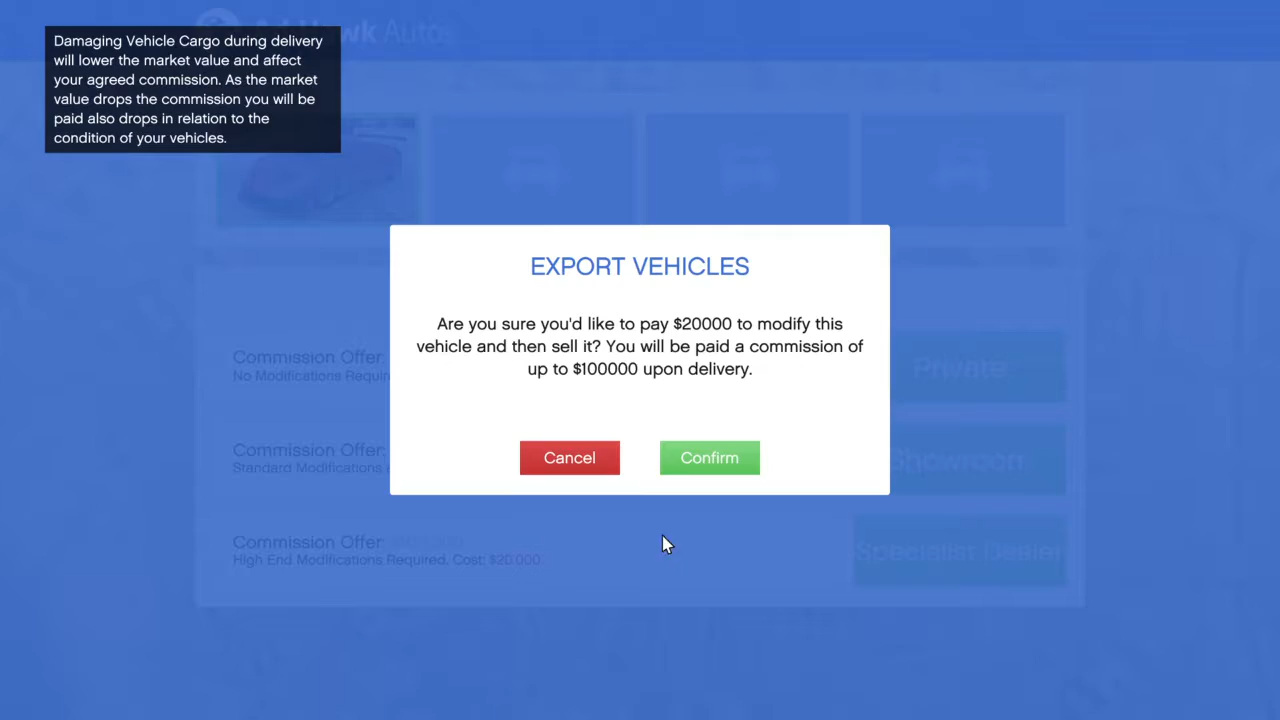 Damaging Vehicle Cargo during delivery
will lower the market value and affect
your agreed commission. As the market
value drops the commission you will be
paid also drops in relation to the
condition of your vehicles.
EXPORT VEHICLES
Are you sure you'd like to pay $20000 to modify this
vehicle and then sell it? You will be paid a commission of
up to $100000 upon delivery.
Cancel
Confirm
Commission Offer:
No Modifications
Private
Commission Offer:
Standard Modifications
Showroom
Commission Offer:
High End Modifications Required, Cost: $20,000
Specialist Dealer